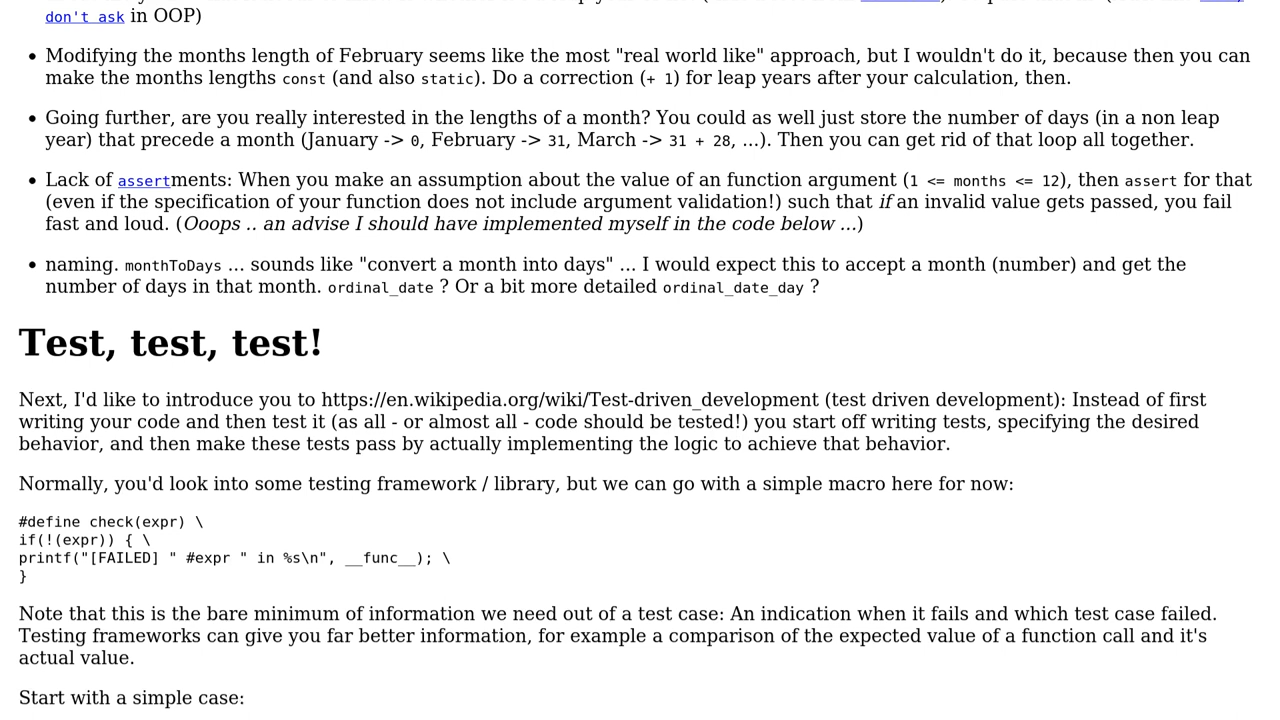 don't ask in OOP)
• Modifying the months length of February seems like the most "real world like" approach, but I wouldn't do it, because then you can
make the months lengths const (and also static). Do a correction (+ 1) for leap years after your calculation, then.
• Going further, are you really interested in the lengths of a month? You could as well just store the number of days (in a non leap
year) that precede a month (January -> 0, February -> 31, March -> 31 + 28, ...). Then you can get rid of that loop all together.
• Lack of assertments: When you make an assumption about the value of an function argument (1 <= months <= 12), then assert for that
(even if the specification of your function does not include argument validation!) such that if an invalid value gets passed, you fail
fast and loud. (Ooops .. an advise I should have implemented myself in the code below ...)
• naming. monthToDays ... sounds like "convert a month into days" ... I would expect this to accept a month (number) and get the
number of days in that month. ordinal_date ? Or a bit more detailed ordinal_date_day ?
Test, test, test!
Next, I'd like to introduce you to https://en.wikipedia.org/wiki/Test-driven_development (test driven development): Instead of first
writing your code and then test it (as all - or almost all - code should be tested!) you start off writing tests, specifying the desired
behavior, and then make these tests pass by actually implementing the logic to achieve that behavior.
Normally, you'd look into some testing framework / library, but we can go with a simple macro here for now:
#define check(expr) \
if(!(expr)) { \
printf("[FAILED] " #expr " in %s\n", __func__); \
}
Note that this is the bare minimum of information we need out of a test case: An indication when it fails and which test case failed.
Testing frameworks can give you far better information, for example a comparison of the expected value of a function call and it's
actual value.
Start with a simple case: